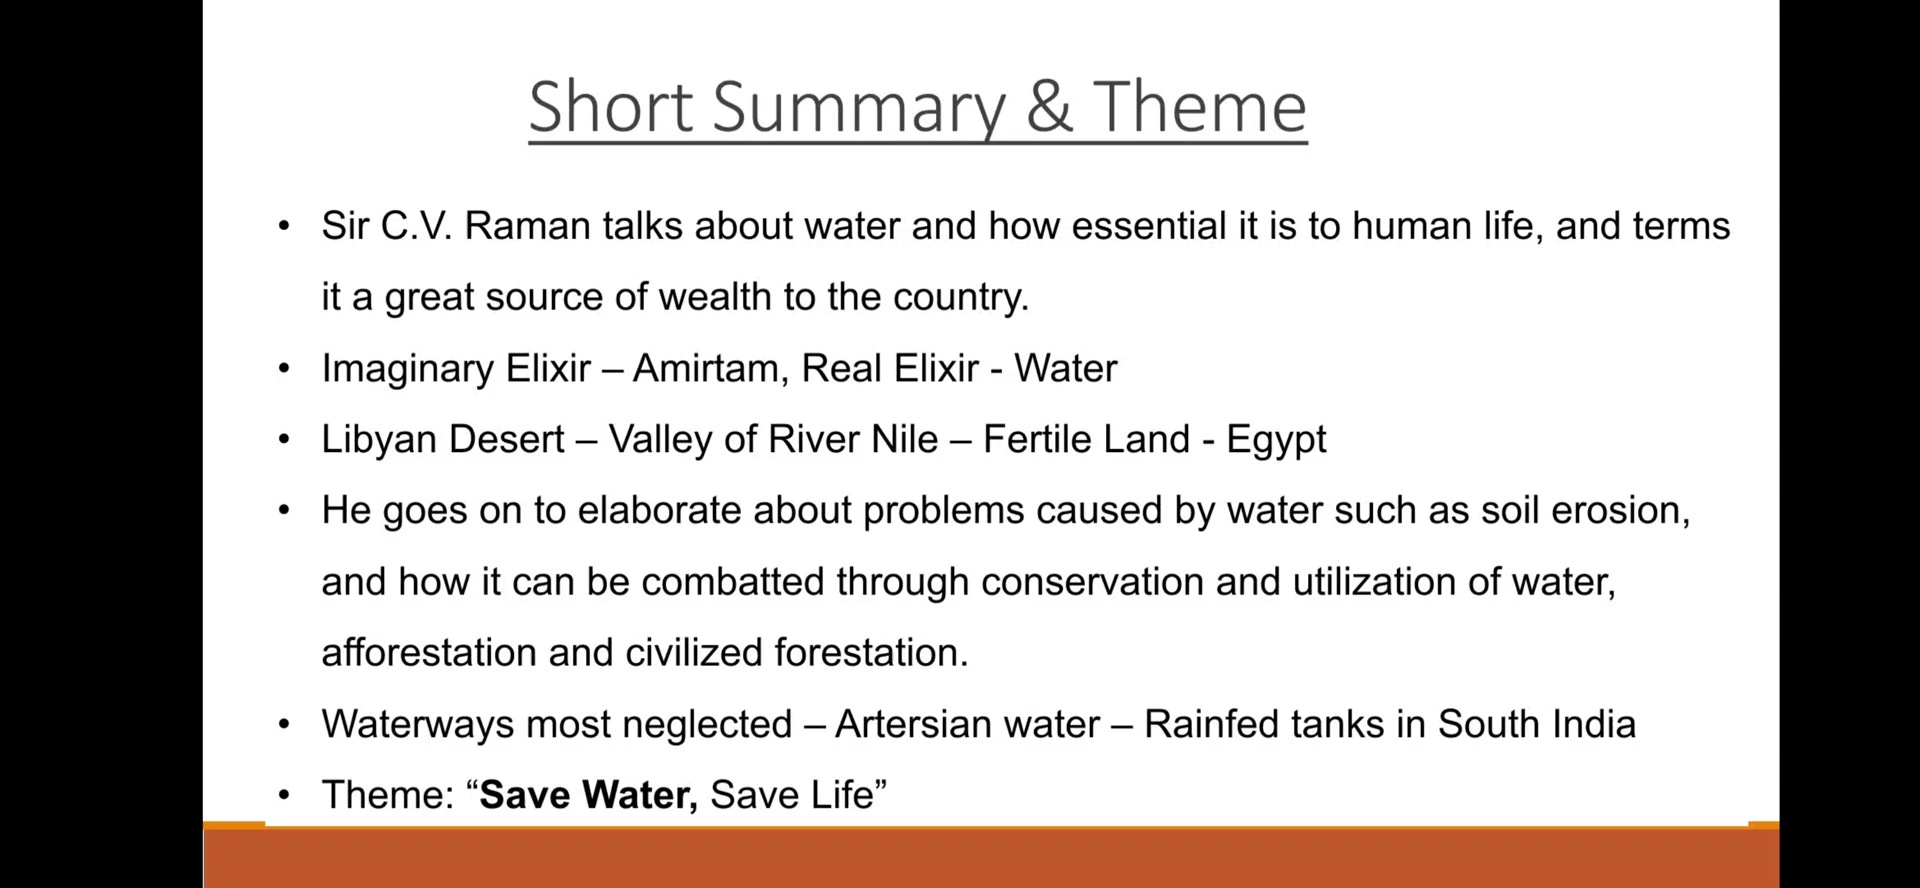 Short Summary & Theme
• Sir C.V. Raman talks about water and how essential it is to human life, and terms
it a great source of wealth to the country.
• Imaginary Elixir – Amirtam, Real Elixir - Water
• Libyan Desert – Valley of River Nile – Fertile Land - Egypt
• He goes on to elaborate about problems caused by water such as soil erosion,
and how it can be combatted through conservation and utilization of water,
afforestation and civilized forestation.
• Waterways most neglected – Artersian water – Rainfed tanks in South India
• Theme: “Save Water, Save Life”